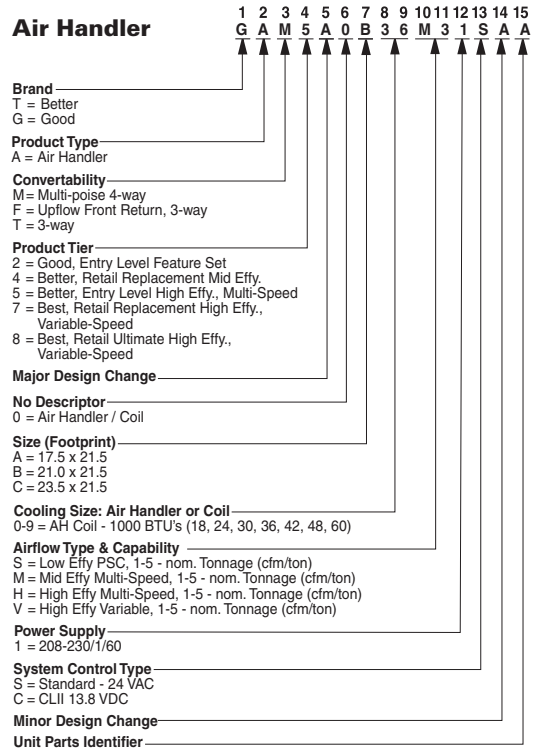 Air Handler
1 2 3 4 5 6 7 8 9 10 11 12 13 14 15
G A M 5 A 0 B 3 6 M 3 1 S A A
Brand
T = Better
G = Good
Product Type
A = Air Handler
Convertability
M = Multi-poise 4-way
F = Upflow Front Return, 3-way
T = 3-way
Product Tier
2 = Good, Entry Level Feature Set
4 = Better, Retail Replacement Mid Effy.
5 = Better, Entry Level High Effy., Multi-Speed
7 = Best, Retail Replacement High Effy.,
Variable-Speed
8 = Best, Retail Ultimate High Effy.,
Variable-Speed
Major Design Change
No Descriptor
0 = Air Handler / Coil
Size (Footprint)
A = 17.5 x 21.5
B = 21.0 x 21.5
C = 23.5 x 21.5
Cooling Size: Air Handler or Coil
0-9 = AH Coil - 1000 BTU's (18, 24, 30, 36, 42, 48, 60)
Airflow Type & Capability
S = Low Effy PSC, 1-5 - nom. Tonnage (cfm/ton)
M = Mid Effy Multi-Speed, 1-5 - nom. Tonnage (cfm/ton)
H = High Effy Multi-Speed, 1-5 - nom. Tonnage (cfm/ton)
V = High Effy Variable, 1-5 - nom. Tonnage (cfm/ton)
Power Supply
1 = 208-230/1/60
System Control Type
S = Standard - 24 VAC
C = CLII 13.8 VDC
Minor Design Change
Unit Parts Identifier